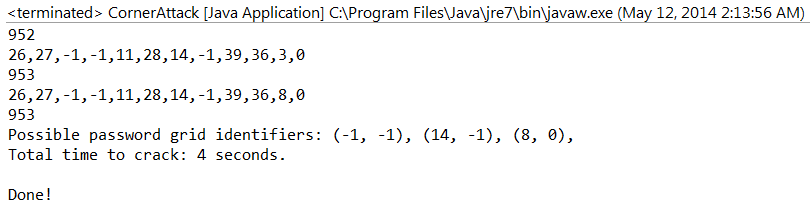 <terminated> CornerAttack [Java Application] C:\Program Files\Java\jre7\bin\javaw.exe (May 12, 2014 2:13:56 AM)
952
26,27,-1,-1,11,28,14,-1,39,36,3,0
953
26,27,-1,-1,11,28,14,-1,39,36,8,0
953
Possible password grid identifiers: (-1, -1), (14, -1), (8, 0),
Total time to crack: 4 seconds.
Done!